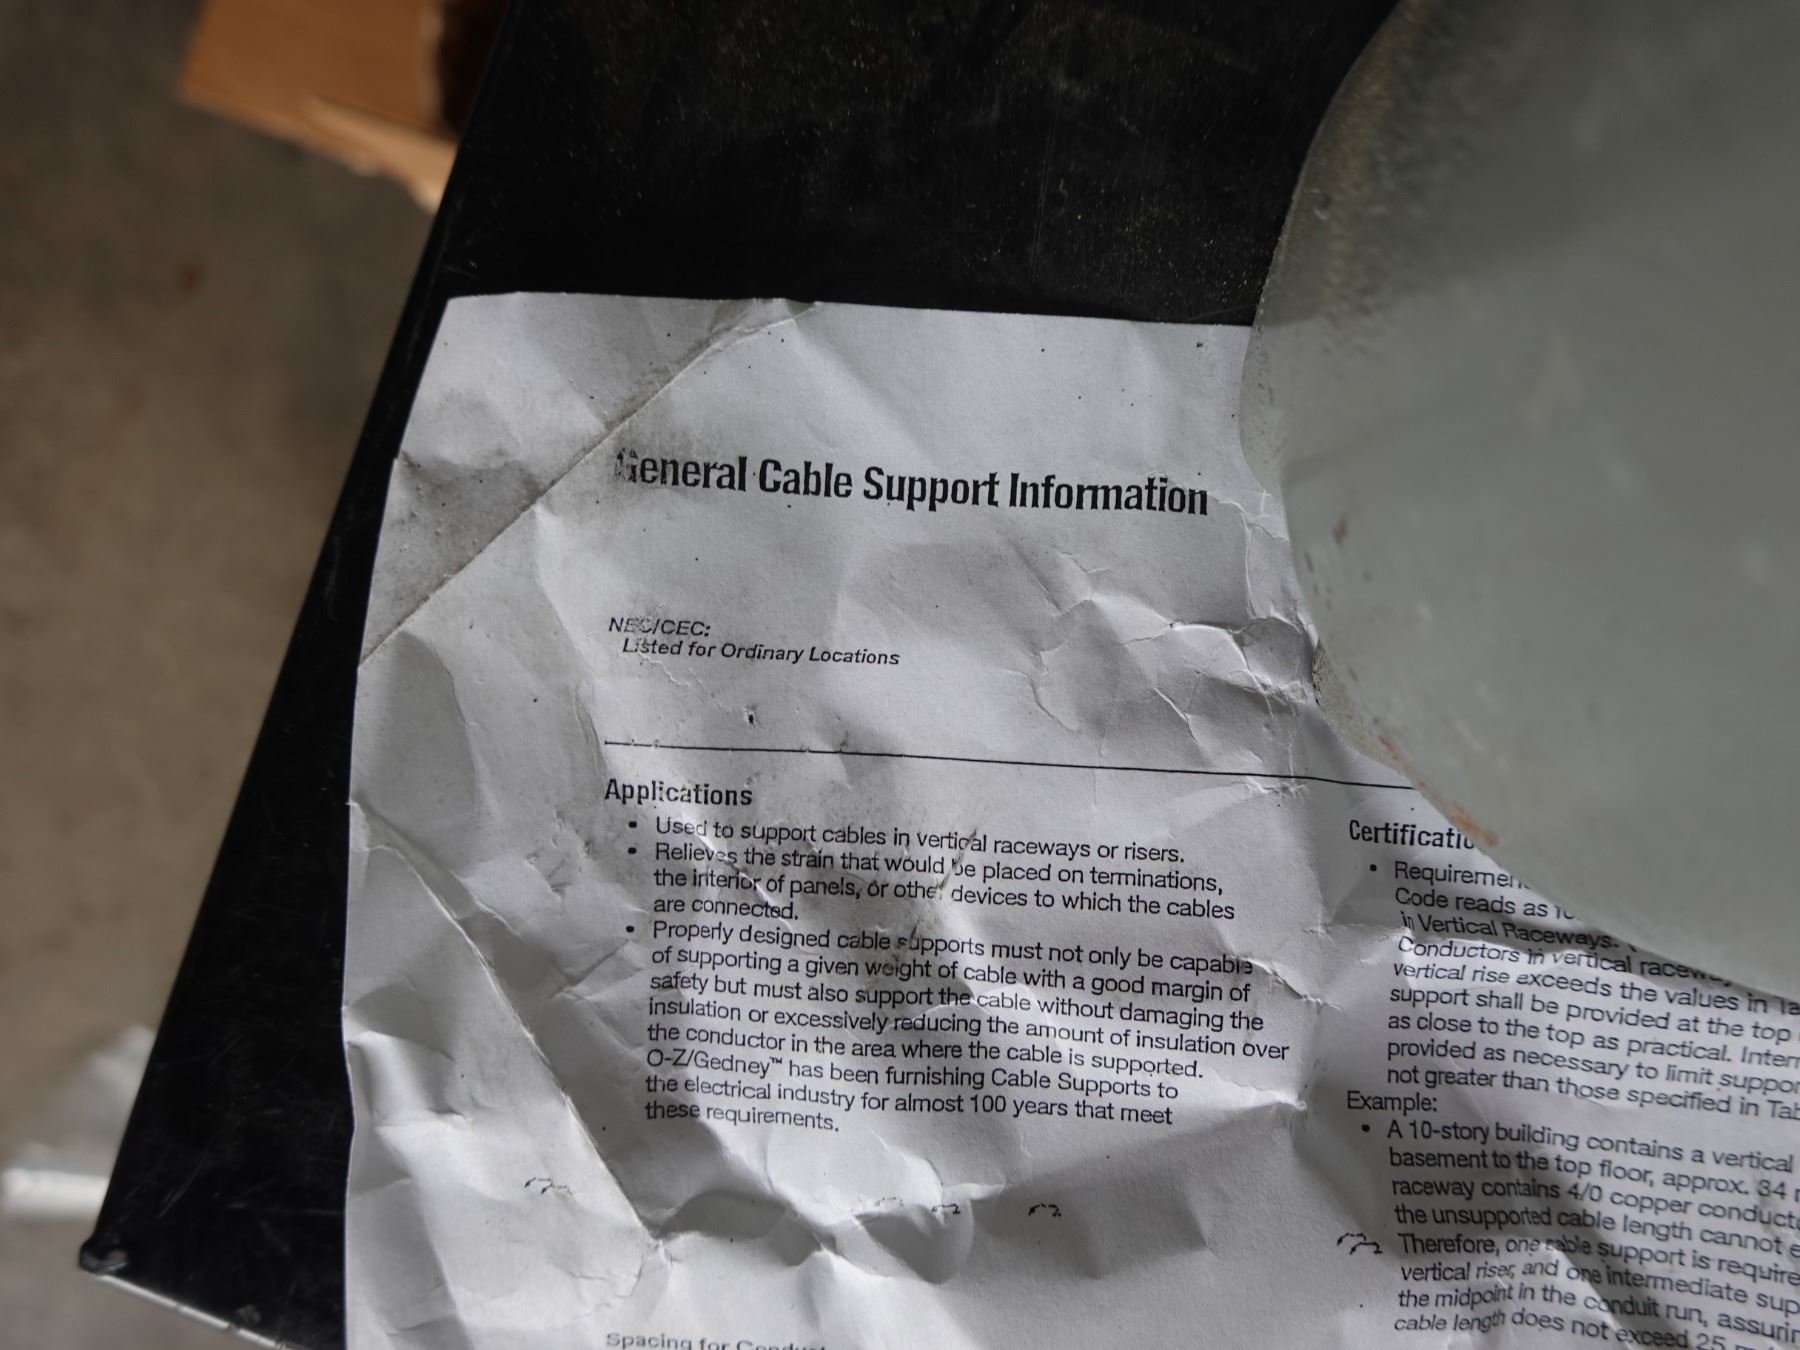 General Cable Support Information
NEC/CEC:
Listed for Ordinary Locations
Applications
• Used to support cables in vertical raceways or risers.
• Relieves the strain that would be placed on terminations,
the interior of panels, or other devices to which the cables
are connected.
• Properly designed cable supports must not only be capable
of supporting a given weight of cable with a good margin of
safety but must also support the cable without damaging the
insulation or excessively reducing the amount of insulation over
the conductor in the area where the cable is supported.
O-Z/Gedney™ has been furnishing Cable Supports to
the electrical industry for almost 100 years that meet
these requirements.
Spacing for
•
Code reads as
in Vertical Raceways.
Conductors in vertical
vertical rise exceeds the values in
support shall be provided at the top
as close to the top as practical.
provided as necessary to limit
not greater than those specified in
Example:
• A 10-story building contains a vertical
basement to the top floor, approx. 34
raceway contains 4/0 copper
the unsupported cable length cannot
Therefore, one cable support is
vertical riser, and one intermediate
the midpoint in the conduit run,
cable length does not exceed 25